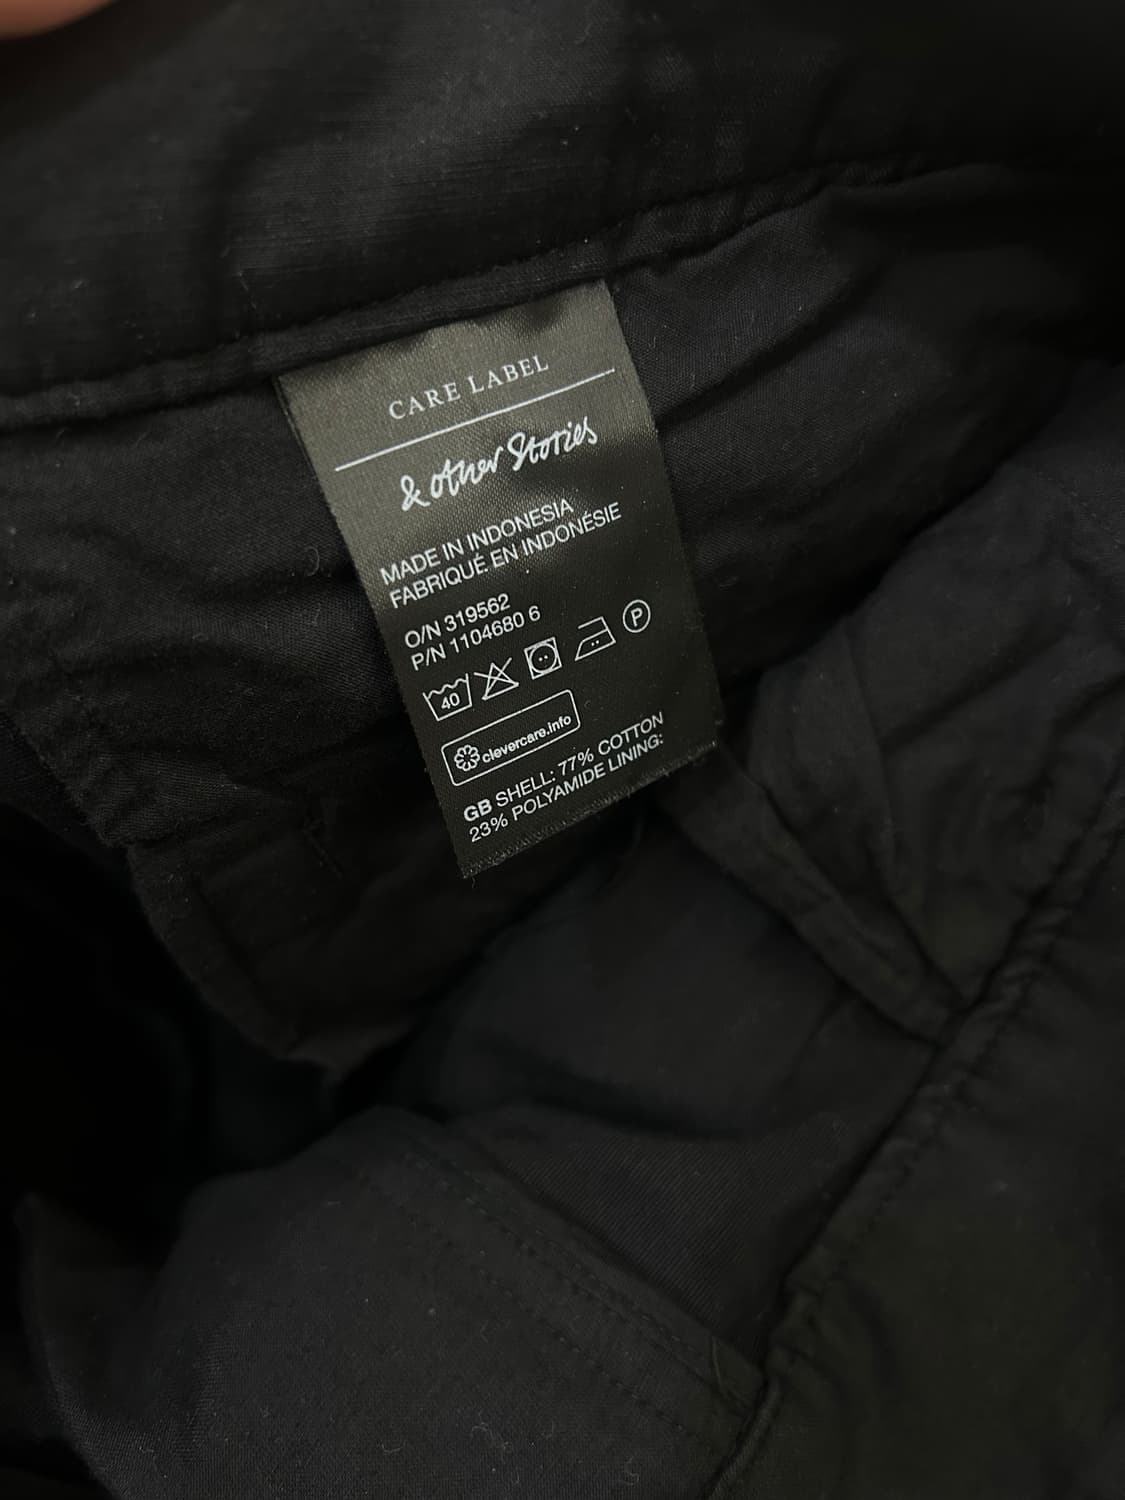 CARE LABEL
& other Stories
MADE IN INDONESIA
FABRIQUÉ EN INDONÉSIE
O/N 319562
P/N 1104680 6
40 P
clevercare.info
GB SHELL: 77% COTTON
23% POLYAMIDE LINING: